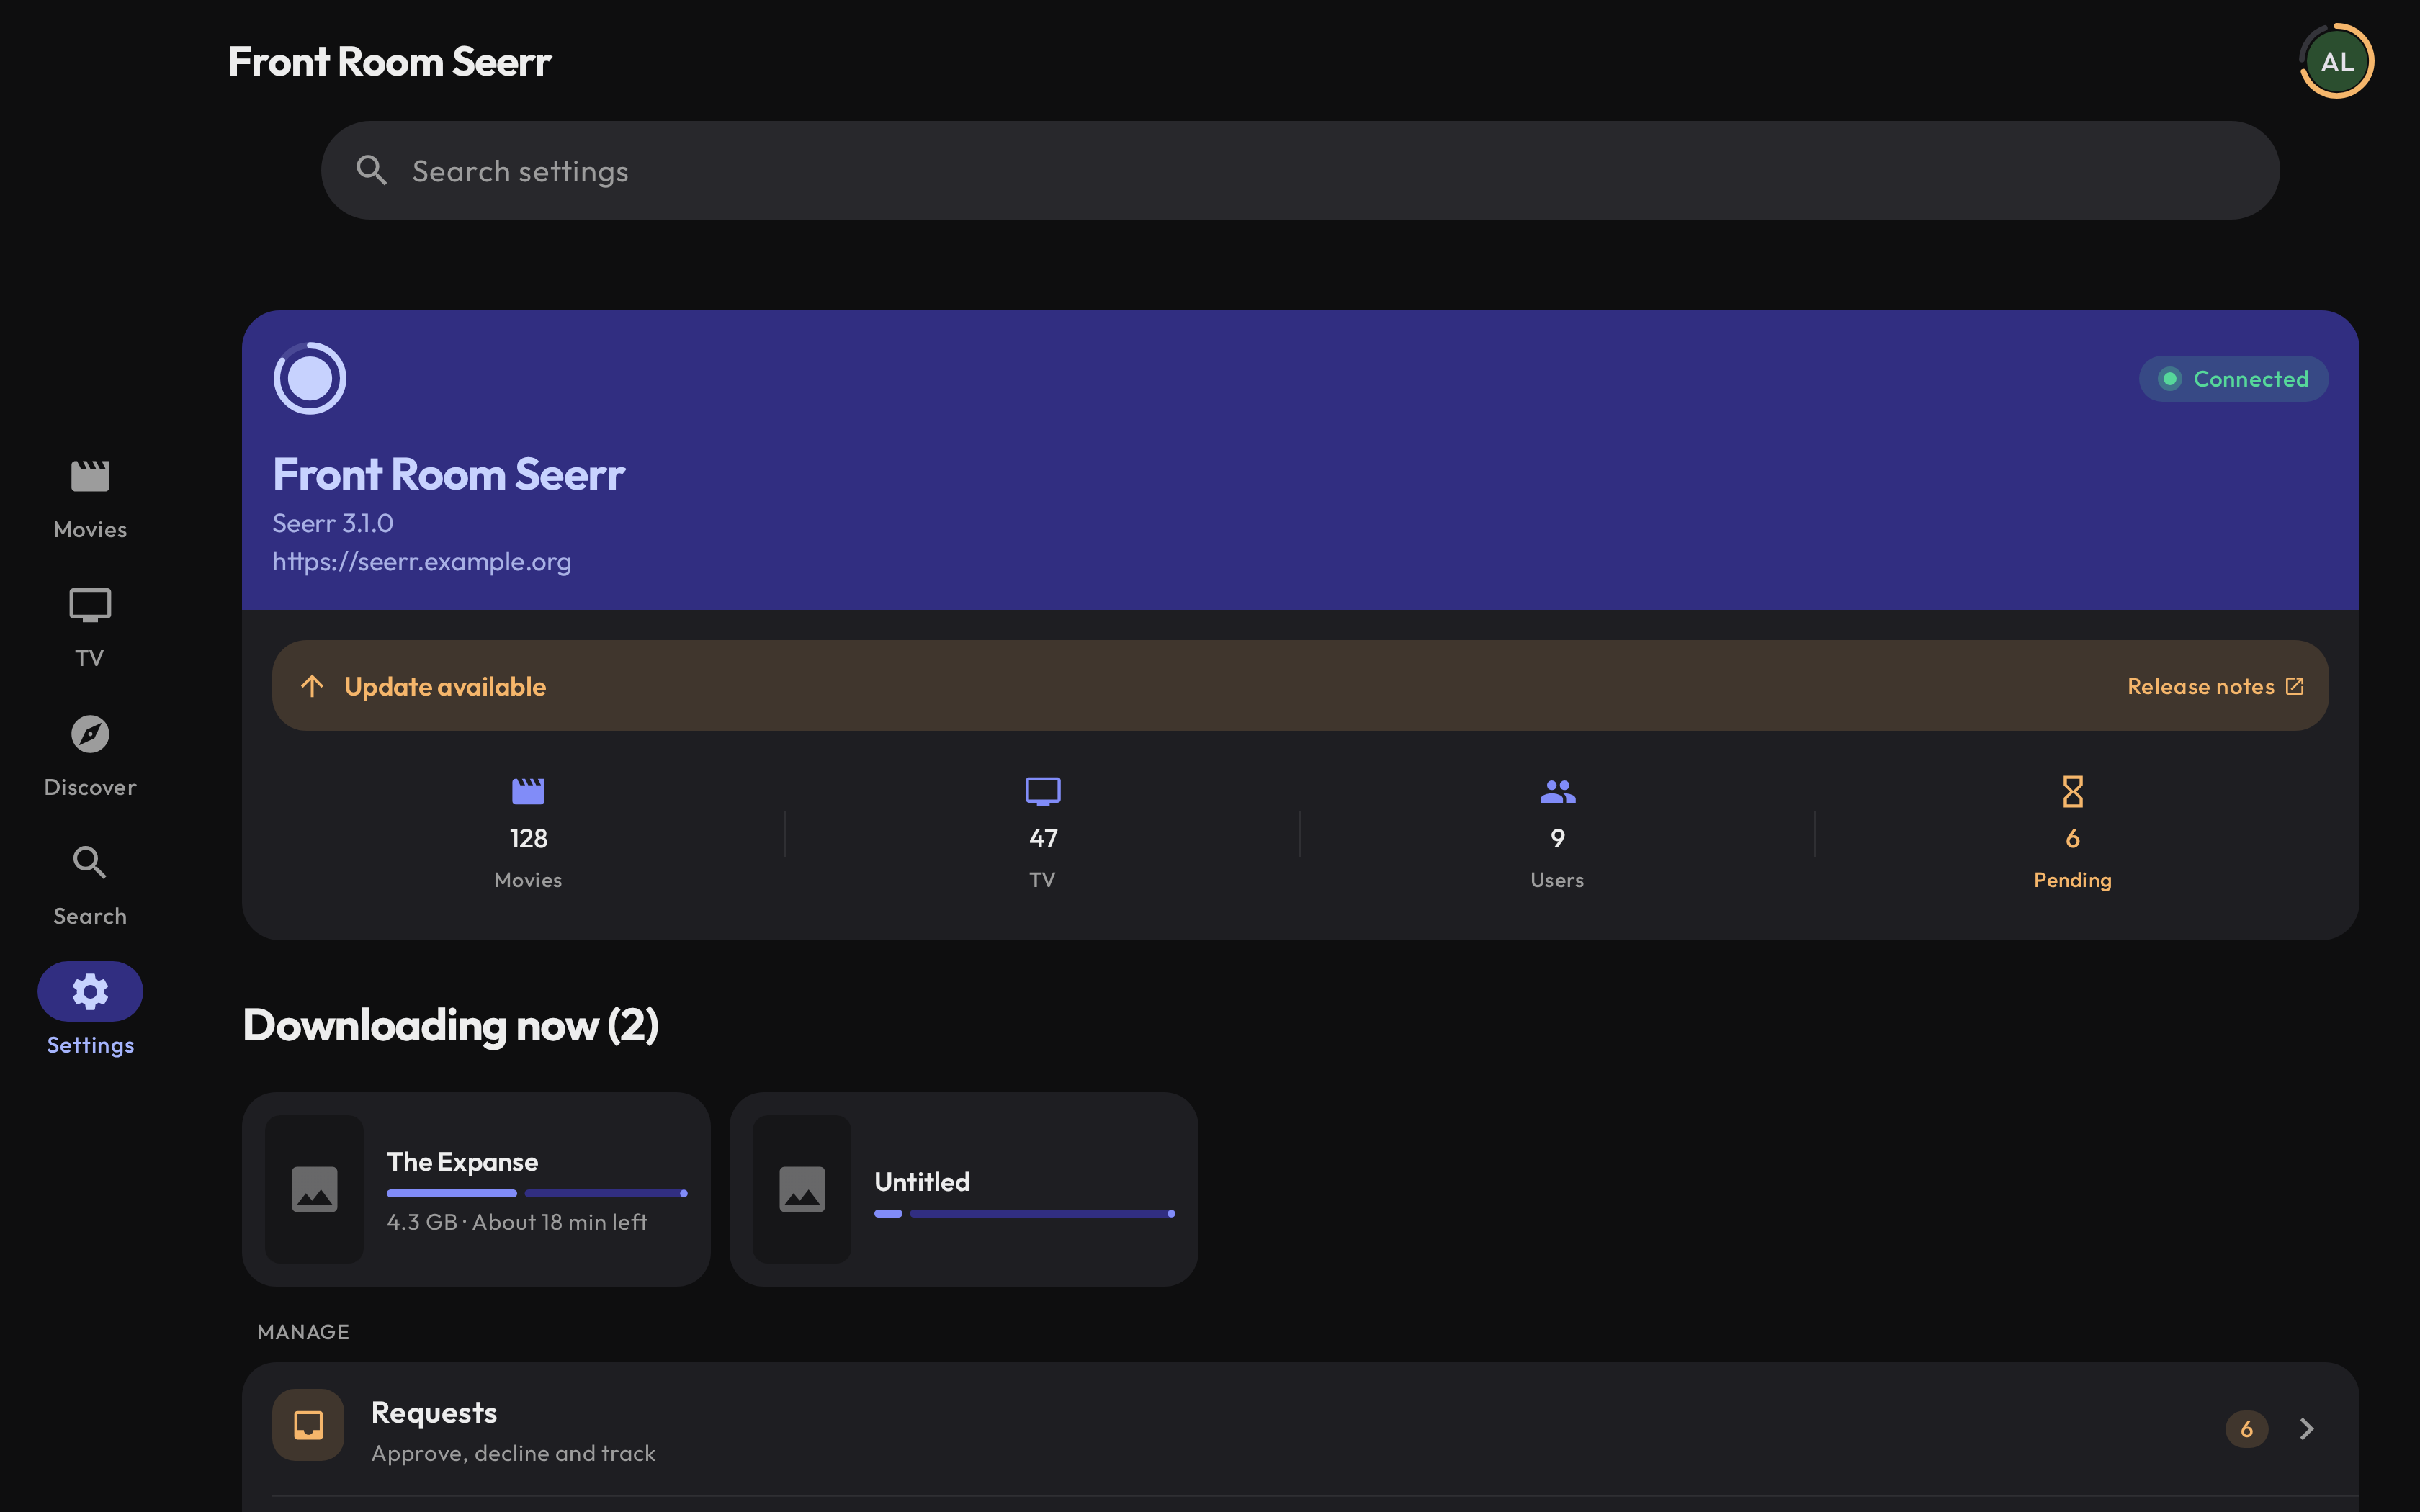 Front Room Seerr
AL
Search settings
Connected
Front Room Seerr
Seerr 3.1.0
https://seerr.example.org
Update available
Release notes
128
Movies
47
TV
9
Users
6
Pending
Movies
TV
Discover
Search
Settings
Downloading now (2)
The Expanse
4.3 GB · About 18 min left
Untitled
MANAGE
Requests
Approve, decline and track
6